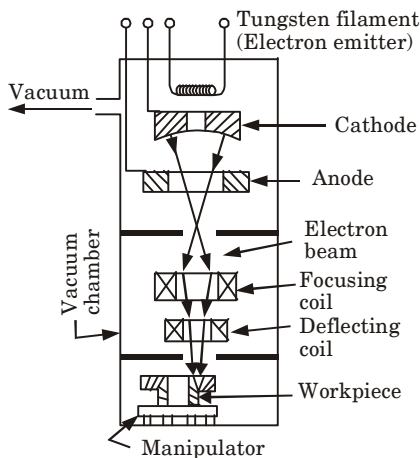 Tungsten filament
(Electron emitter)
Vacuum
Cathode
Anode
Electron
beam
Vacuum
chamber
Focusing
coil
Deflecting
coil
Workpiece
Manipulator